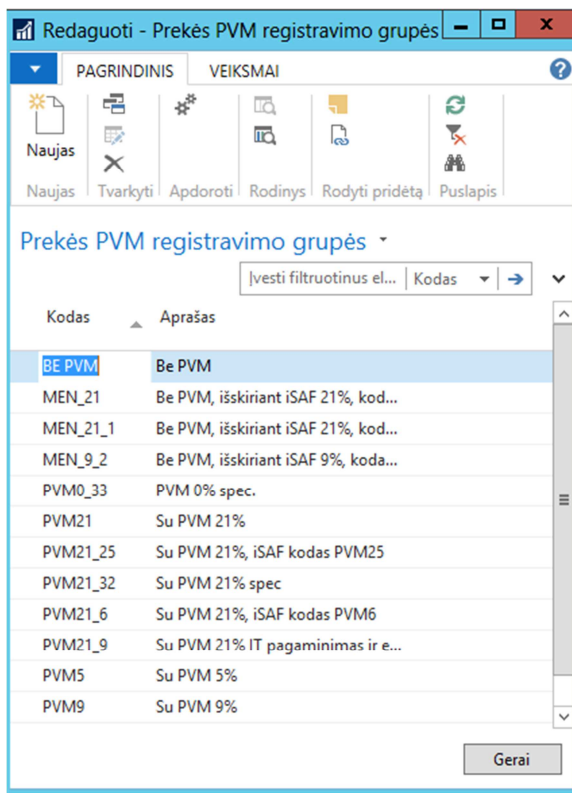 Redaguoti - Prekės PVM registravimo grupės
PAGRINDINIS VEIKSMAI
Naujas
Naujas Tvarkyti Apdoroti Rodinys Rodyti pridėtą Puslapis
Prekės PVM registravimo grupės
Įvesti filtruotinus el... Kodas
Kodas Aprašas
BE PVM Be PVM
MEN_21 Be PVM, išskiriant iSAF 21%, kod...
MEN_21_1 Be PVM, išskiriant iSAF 21%, kod...
MEN_9_2 Be PVM, išskiriant iSAF 9%, koda...
PVM0_33 PVM 0% spec.
PVM21 Su PVM 21%
PVM21_25 Su PVM 21%, iSAF kodas PVM25
PVM21_32 Su PVM 21% spec
PVM21_6 Su PVM 21%, iSAF kodas PVM6
PVM21_9 Su PVM 21% IT pagaminimas ir e...
PVM5 Su PVM 5%
PVM9 Su PVM 9%
Gerai